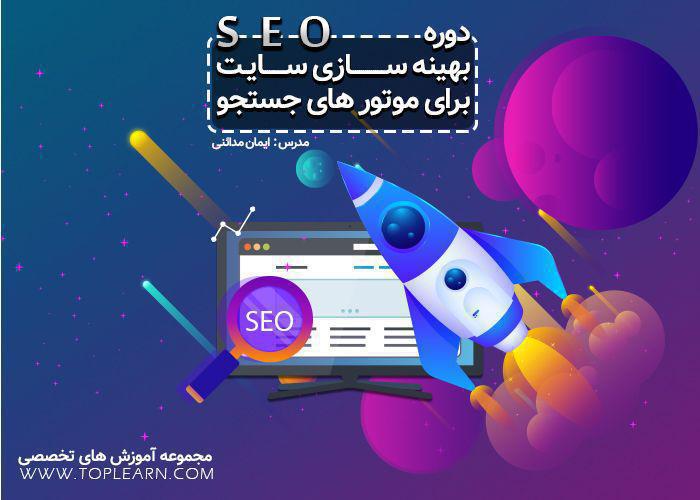 دوره SEO
بهینه سازی سایت
برای موتور های جستجو
مدرس : ایمان مدائنی
SEO
مجموعه آموزش های تخصصی
WWW.TOPLEARN.COM